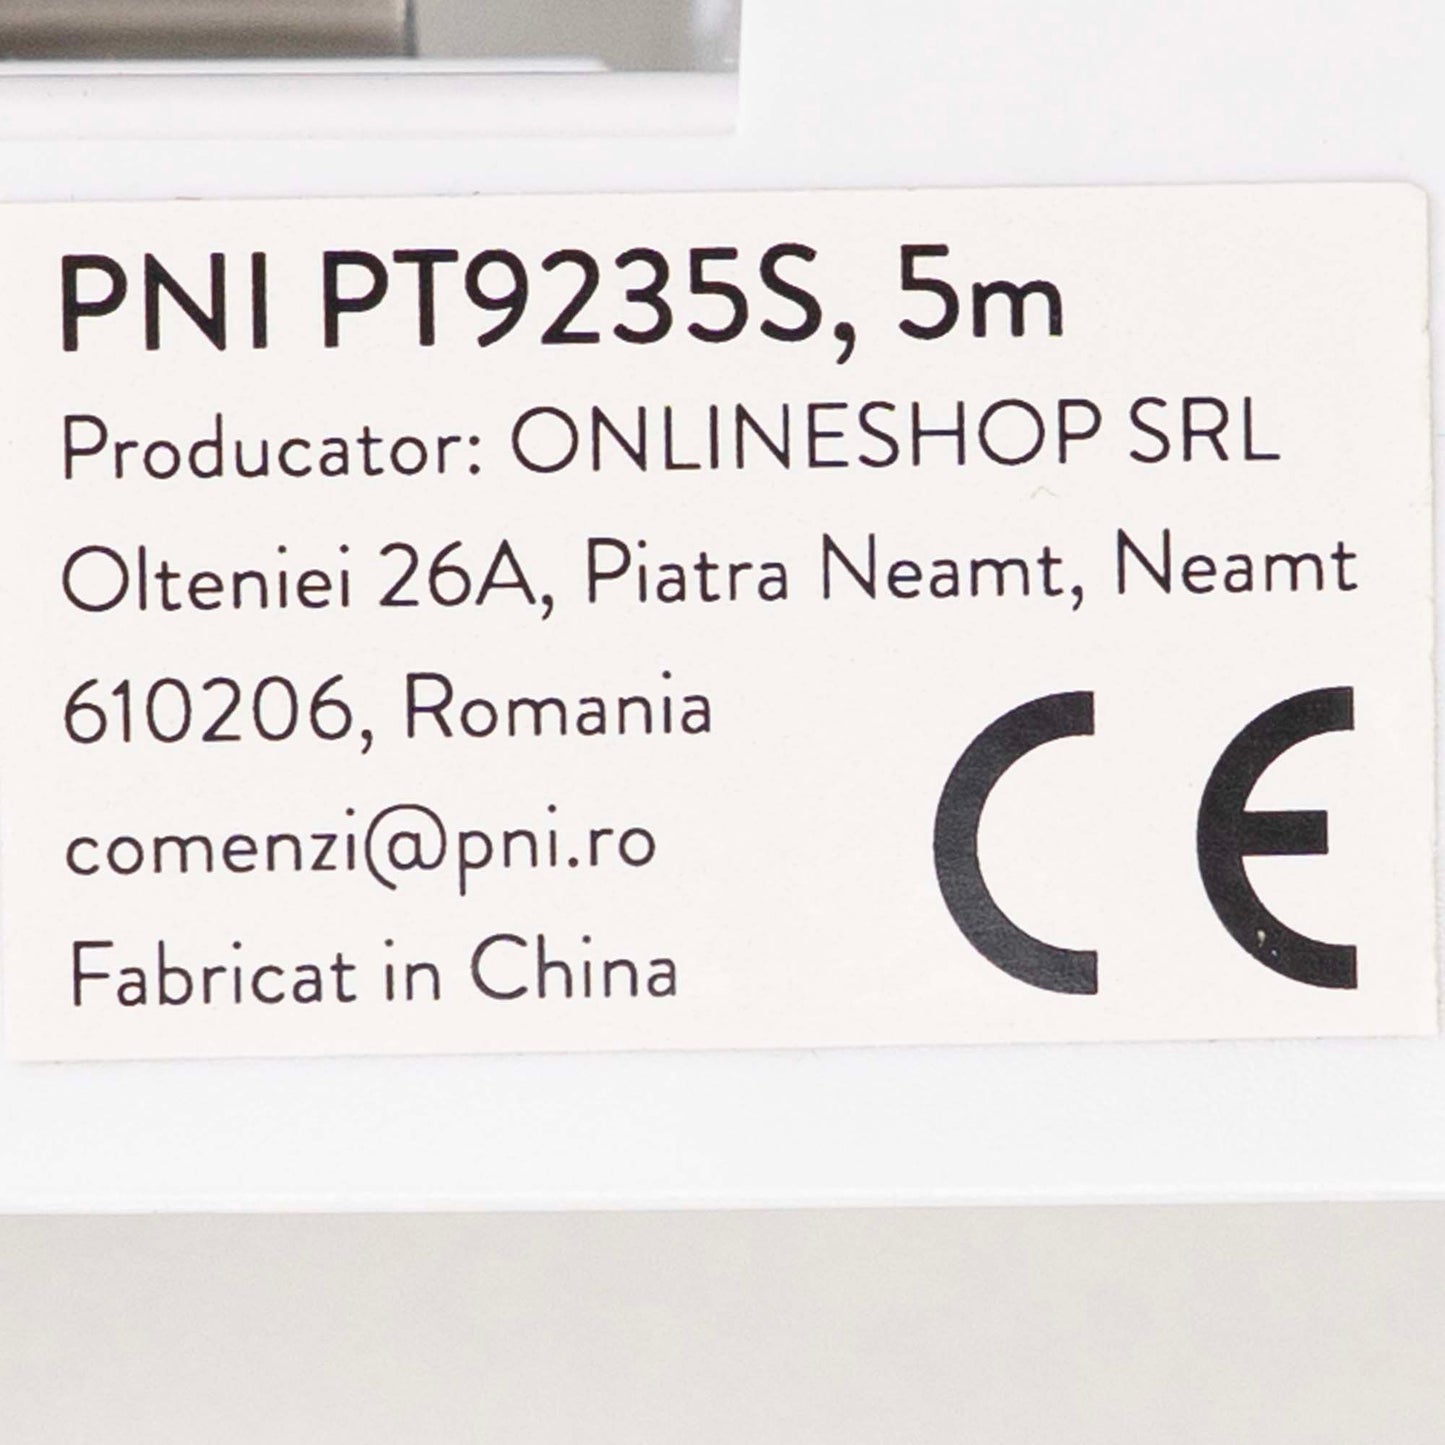 PNI PT9235S, 5m
Producator: ONLINESHOP SRL
Olteniei 26A, Piatra Neamt, Neamt
610206, Romania
comenzi@pni.ro
Fabricat in China
CE